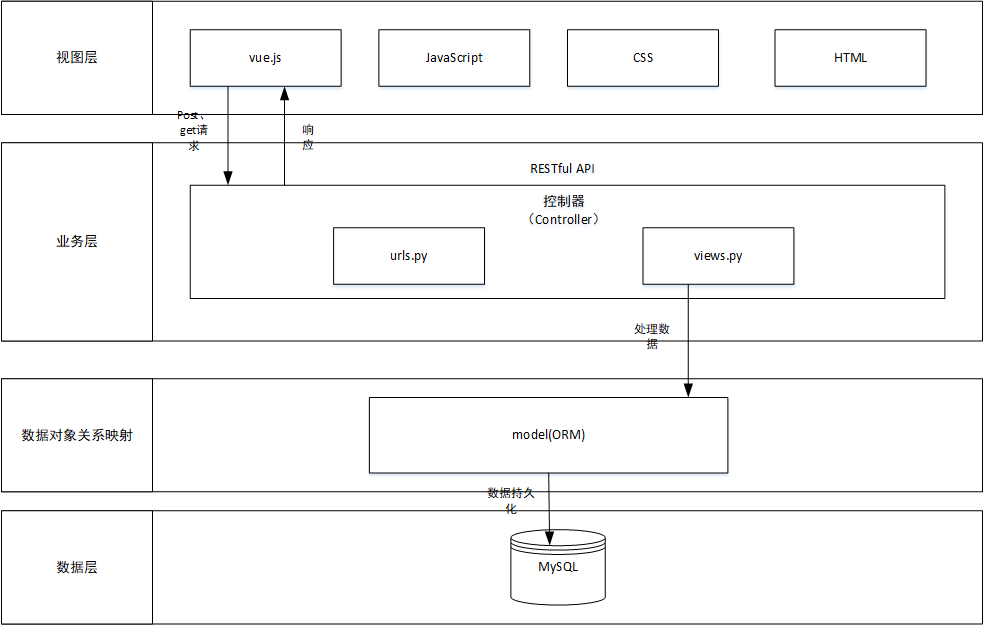 视图层
vue.js
JavaScript
CSS
HTML
Post、
get请
求
响
应
业务层
RESTful API
控制器
（Controller）
urls.py
views.py
处理数
据
数据对象关系映射
model(ORM)
数据持久
化
数据层
MySQL